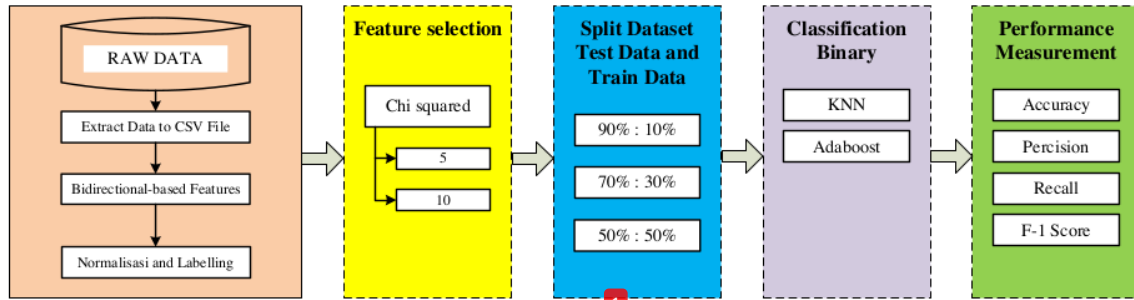 RAW DATA
Extract Data to CSV File
Bidirectional-based Features
Normalisasi and Labelling
Feature selection
Chi squared
5
10
Split Dataset
Test Data and
Train Data
90% : 10%
70% : 30%
50% : 50%
Classification
Binary
KNN
Adaboost
Performance
Measurement
Accuracy
Percision
Recall
F-1 Score